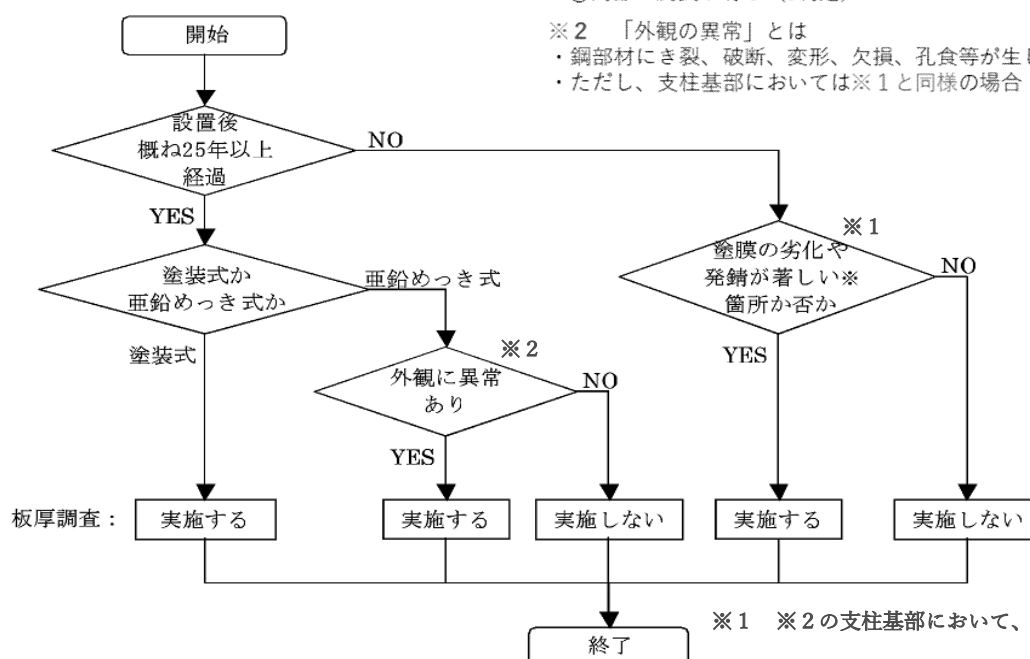 ※２　「外観の異常」とは
・鋼部材にき裂、破断、変形、欠損、孔食等が生
・ただし、支柱基部においては※１と同様の場合
開始
設置後
概ね25年以上
経過
NO
YES
※１
塗膜の劣化や
発錆が著しい※
箇所か否か
NO
YES
塗装式か
亜鉛めっき式か
亜鉛めっき式
塗装式
※２
外観に異常
あり
NO
YES
板厚調査：
実施する
実施する
実施しない
実施する
実施しない
※１　※２の支柱基部において、
終了